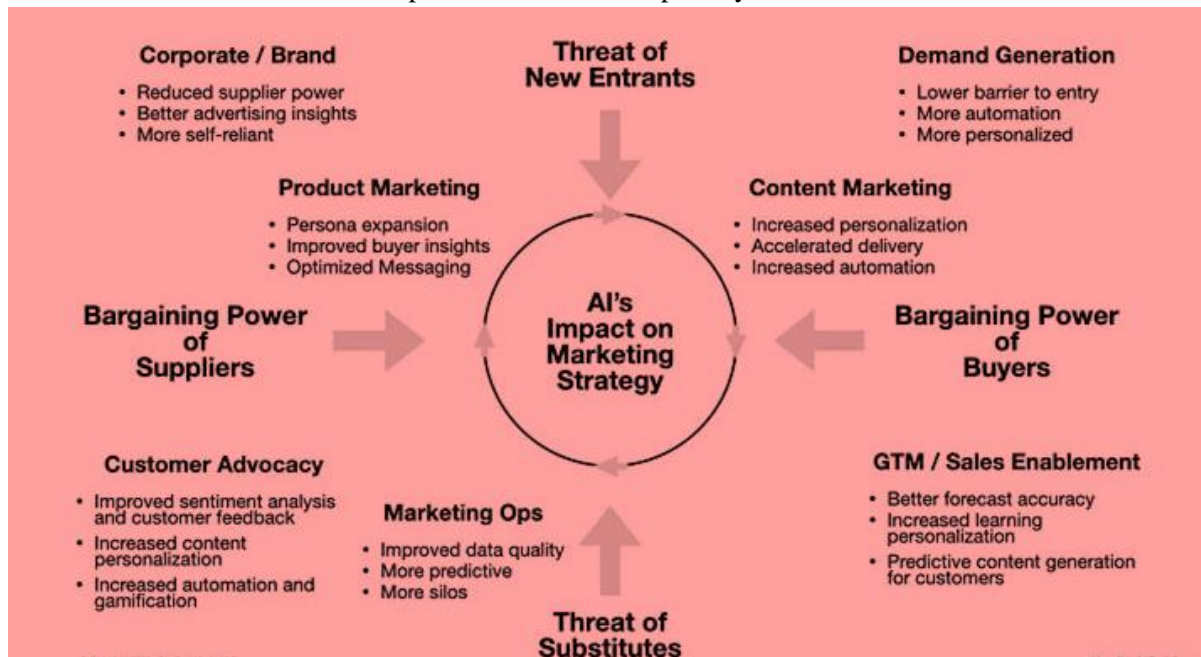 Corporate / Brand
• Reduced supplier power
• Better advertising insights
• More self-reliant
Threat of
New Entrants
Demand Generation
• Lower barrier to entry
• More automation
• More personalized
Product Marketing
• Persona expansion
• Improved buyer insights
• Optimized Messaging
Content Marketing
• Increased personalization
• Accelerated delivery
• Increased automation
Bargaining Power
of
Suppliers
AI's
Impact on
Marketing
Strategy
Bargaining Power
of
Buyers
Customer Advocacy
• Improved sentiment analysis
and customer feedback
• Increased content
personalization
• Increased automation and
gamification
Marketing Ops
• Improved data quality
• More predictive
• More silos
GTM / Sales Enablement
• Better forecast accuracy
• Increased learning
personalization
• Predictive content generation
for customers
Threat of
Substitutes